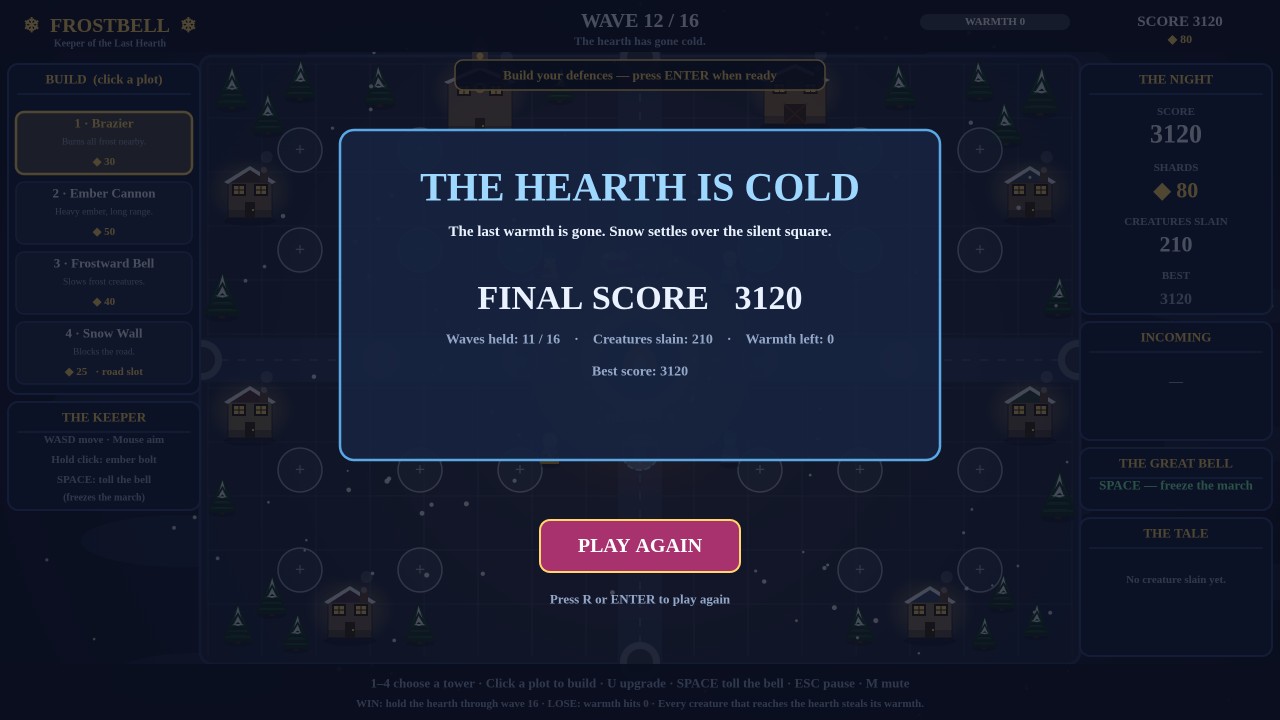 ❄ FROSTBELL ❄
Keeper of the Last Hearth
WAVE 12 / 16
The hearth has gone cold.
WARMTH 0
SCORE 3120
◆ 80
BUILD (click a plot)
1 · Brazier
Burns all frost nearby.
◆ 30
2 · Ember Cannon
Heavy ember, long range.
◆ 50
3 · Frostward Bell
Slows frost creatures.
◆ 40
4 · Snow Wall
Blocks the road.
◆ 25 · road slot
THE KEEPER
WASD move · Mouse aim
Hold click: ember bolt
SPACE: toll the bell
(freezes the march)
Build your defences — press ENTER when ready
THE HEARTH IS COLD
The last warmth is gone. Snow settles over the silent square.
FINAL SCORE 3120
Waves held: 11 / 16 · Creatures slain: 210 · Warmth left: 0
Best score: 3120
PLAY AGAIN
Press R or ENTER to play again
THE NIGHT
SCORE
3120
SHARDS
◆ 80
CREATURES SLAIN
210
BEST
3120
INCOMING
—
THE GREAT BELL
SPACE — freeze the march
THE TALE
No creature slain yet.
1–4 choose a tower · Click a plot to build · U upgrade · SPACE toll the bell · ESC pause · M mute
WIN: hold the hearth through wave 16 · LOSE: warmth hits 0 · Every creature that reaches the hearth steals its warmth.